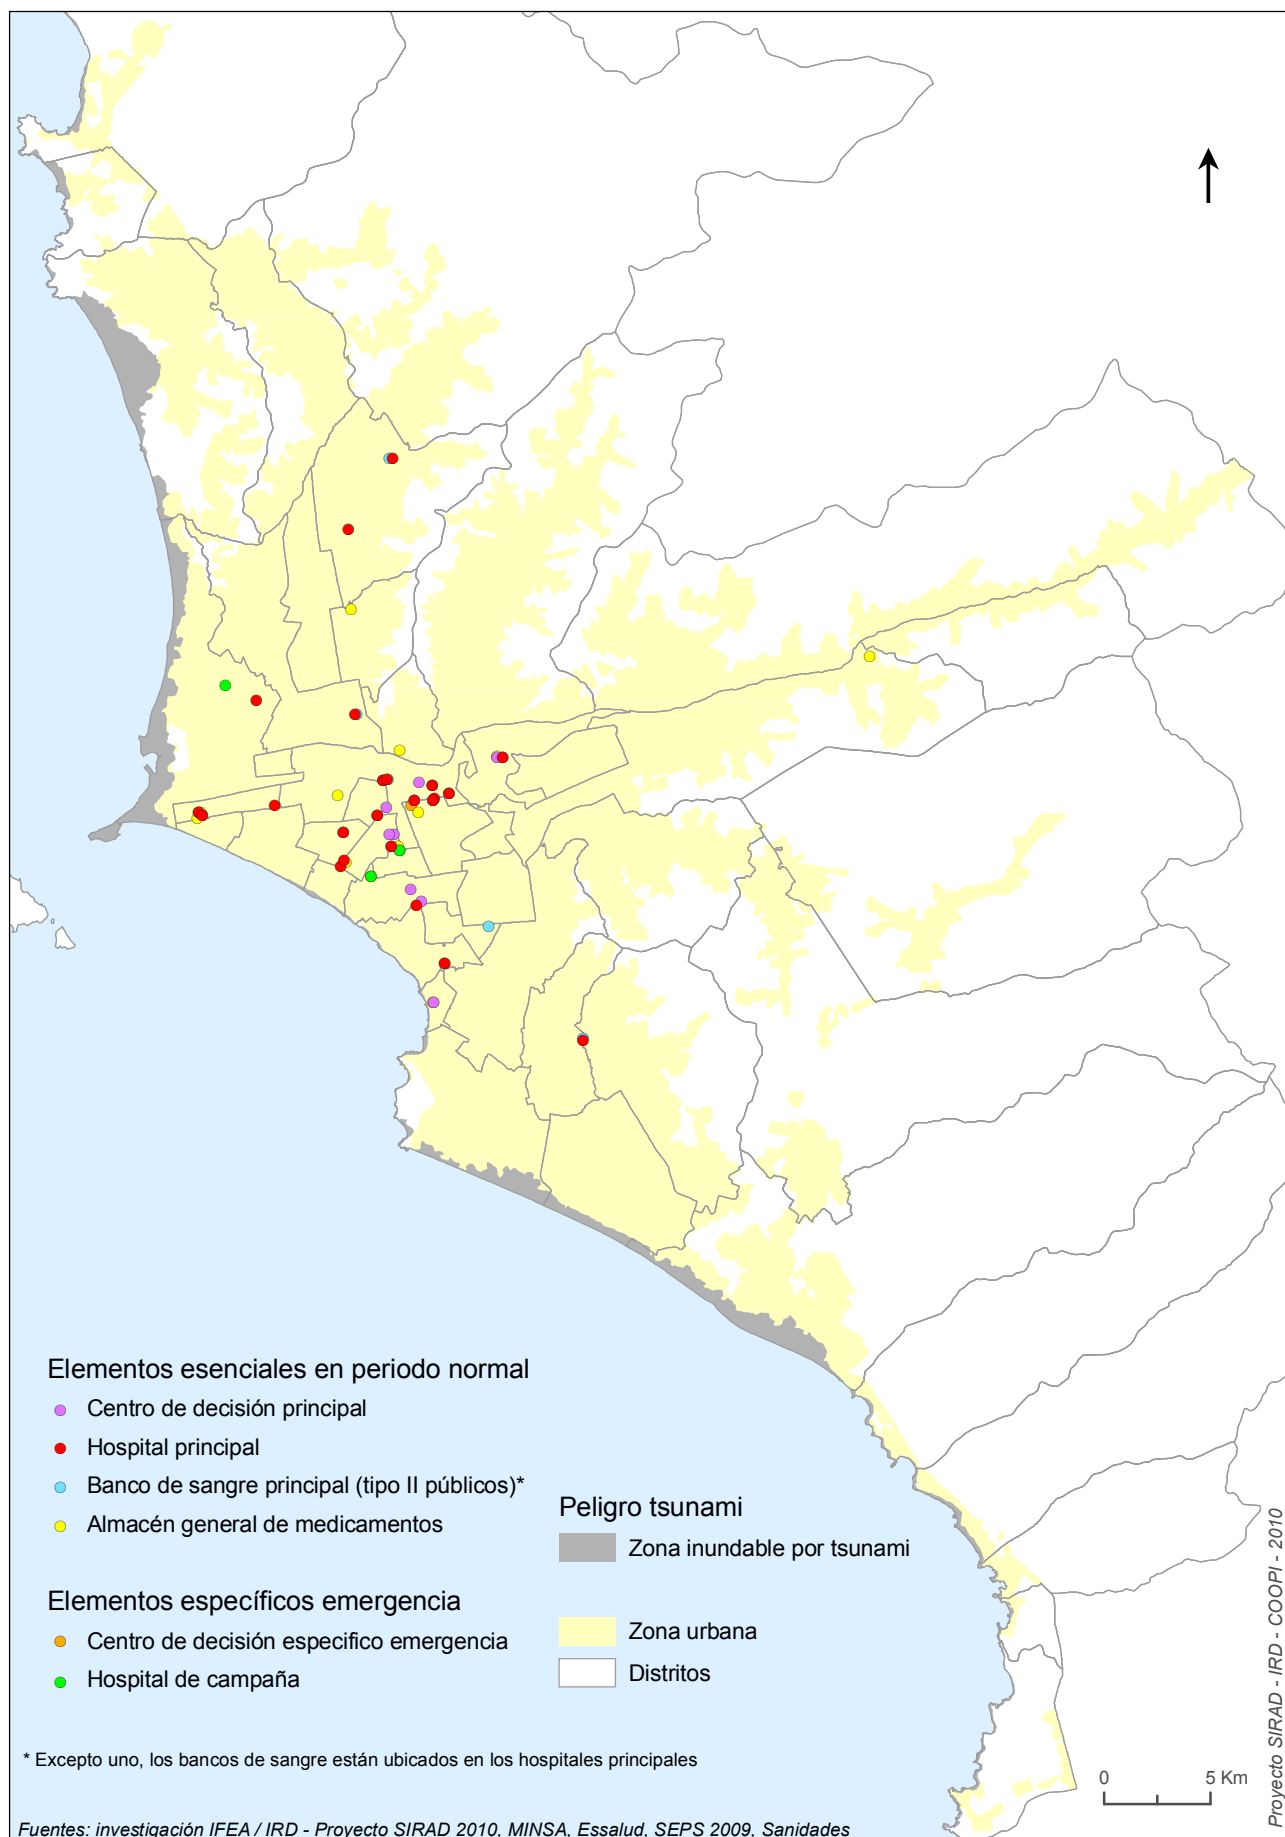 Elementos esenciales en periodo normal
Centro de decisión principal
Hospital principal
Banco de sangre principal (tipo II públicos)*
Almacén general de medicamentos
Elementos específicos emergencia
Centro de decisión especifico emergencia
Hospital de campaña
Peligro tsunami
Zona inundable por tsunami
Zona urbana
Distritos
* Excepto uno, los bancos de sangre están ubicados en los hospitales principales
0 5 Km
Proyecto SIRAD - IRD - COOPI - 2010
Fuentes: investigación IFEA / IRD - Proyecto SIRAD 2010, MINSA, Essalud, SEPS 2009, Sanidades